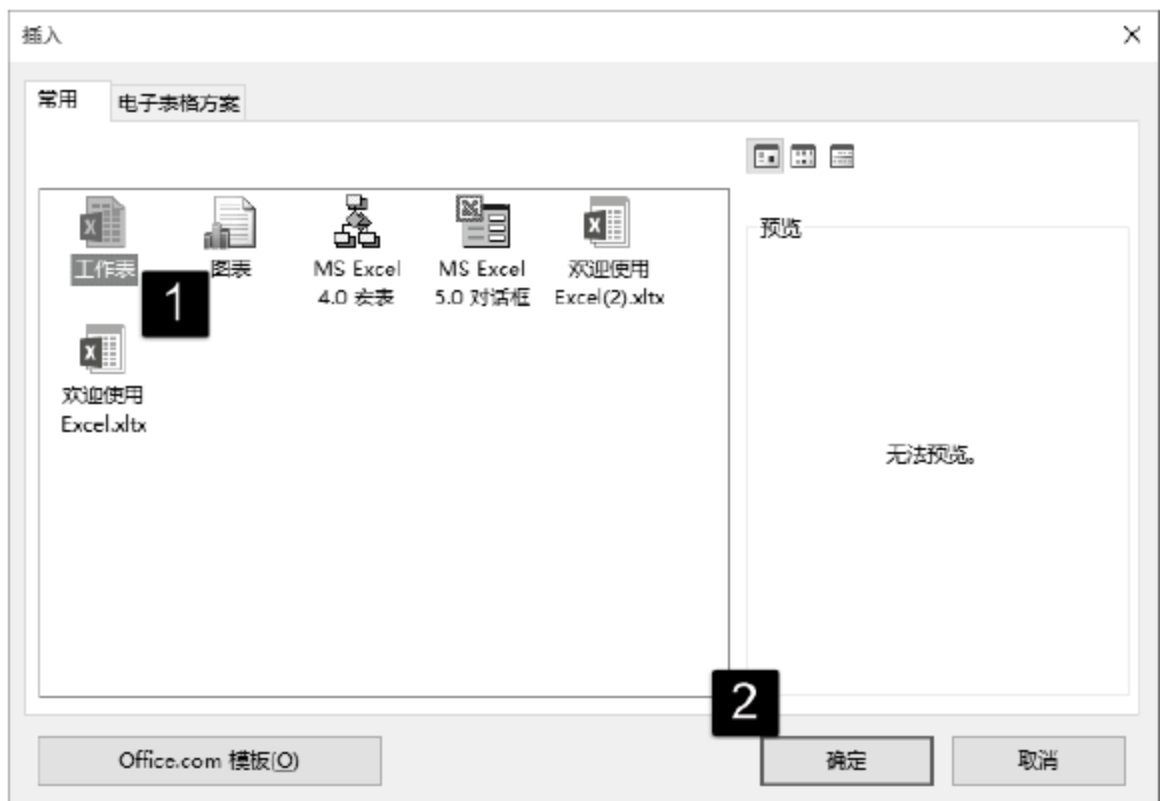 插入
常用
电子表格方案
预览
工作表
1
图表
MS Excel
4.0 宏表
MS Excel
5.0 对话框
欢迎使用
Excel(2).xltx
欢迎使用
Excel.xltx
无法预览。
2
Office.com 模板(O)
确定
取消